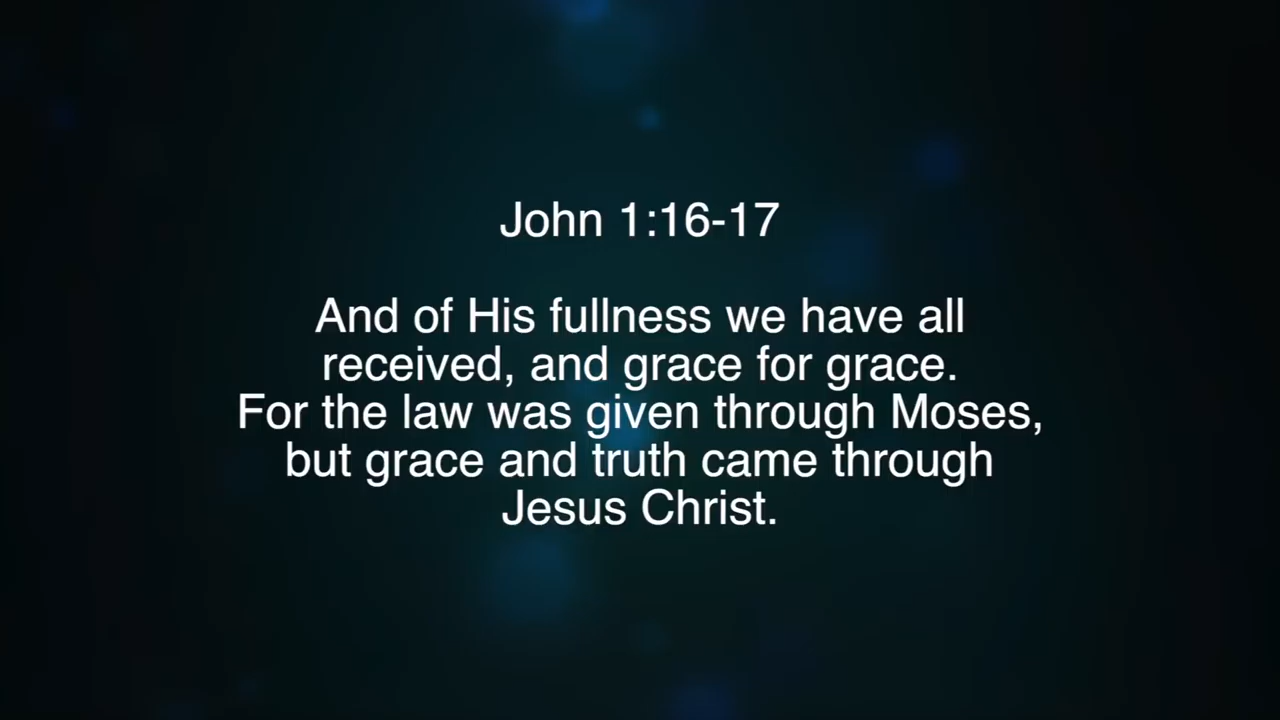 John 1:16-17
And of His fullness we have all
received, and grace for grace.
For the law was given through Moses,
but grace and truth came through
Jesus Christ.